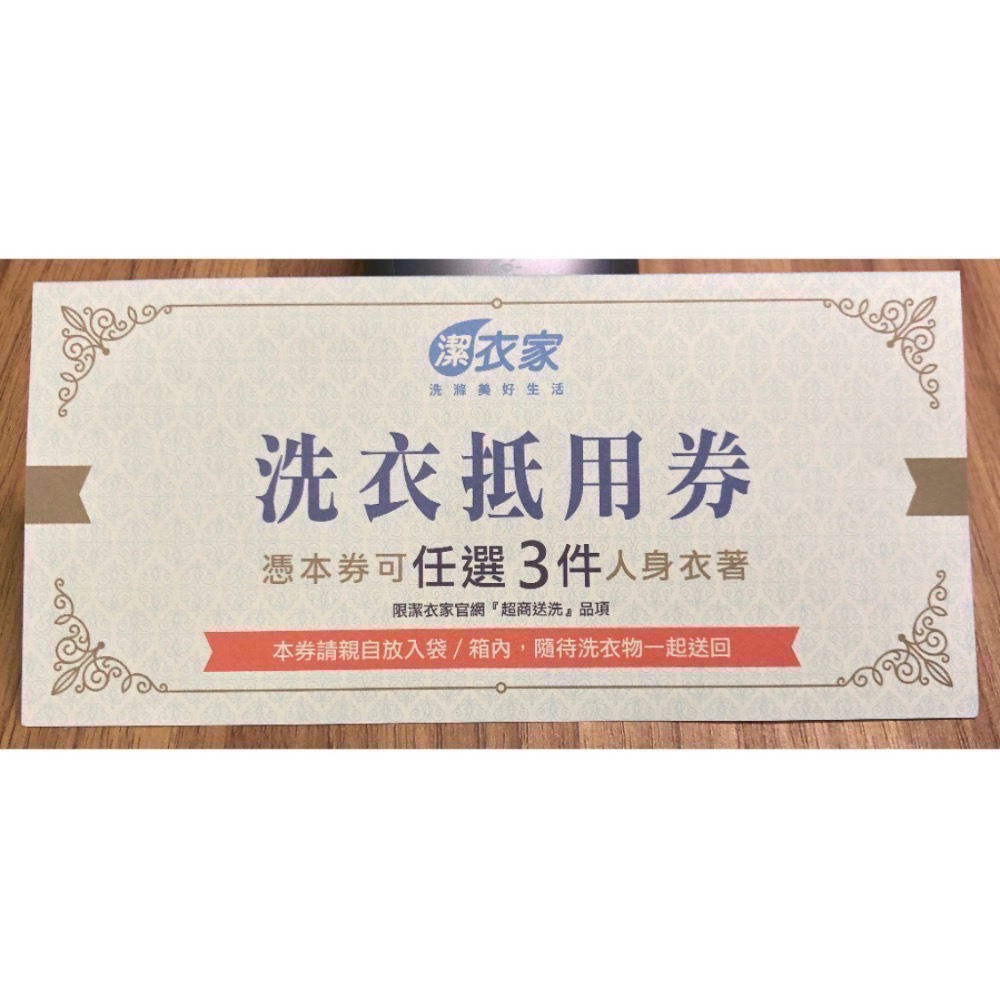 潔衣家
洗滌美好生活
洗衣抵用券
憑本券可任選3件人身衣著
限潔衣家官網『超商送洗』品項
本券請親自放入袋/箱內，隨待洗衣物一起送回